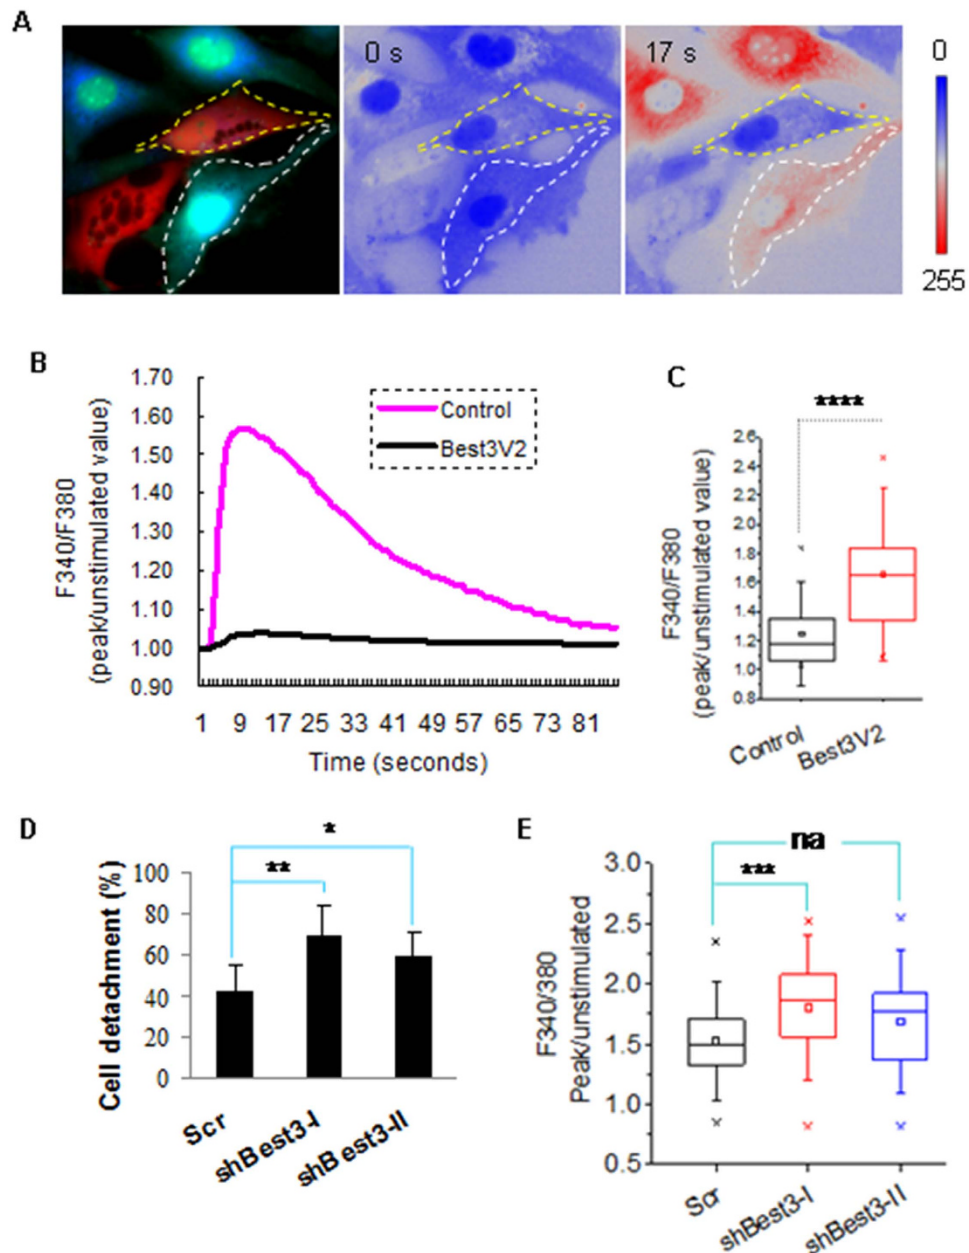 A
0 s
17 s
0
255
B
F340/F380
(peak/unstimulated value)
1.70
1.60
1.50
1.40
1.30
1.20
1.10
1.00
0.90
Control
Best3V2
1 9 17 25 33 41 49 57 65 73 81
Time (seconds)
C
****
F340/F380
(peak/unstimulated value)
2.6
2.4
2.2
2.0
1.8
1.6
1.4
1.2
1.0
0.8
Control
Best3V2
D
*
**
Cell detachment (%)
100
80
60
40
20
0
Scr
shBest3-I
shBest3-II
E
na
***
F340/380
Peak/unstimulated
3.0
2.5
2.0
1.5
1.0
0.5
Scr
shBest3-I
shBest3-II